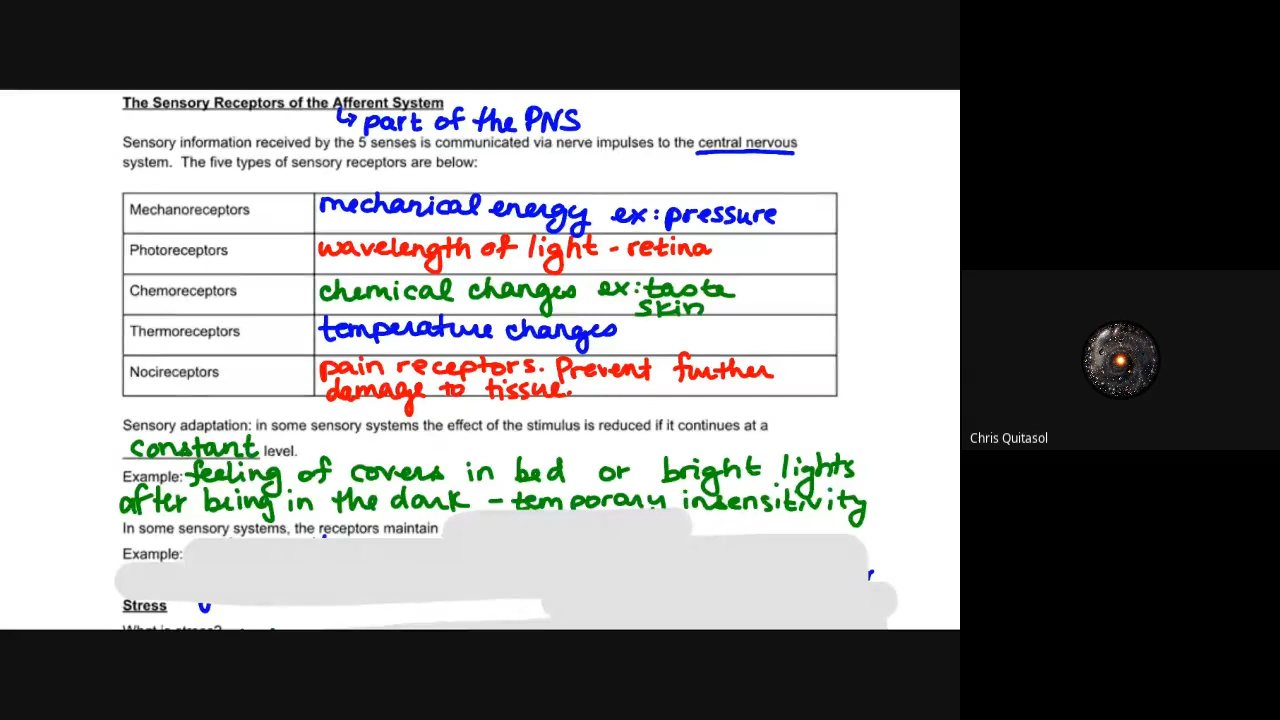 The Sensory Receptors of the Afferent System
↳ part of the PNS
Sensory information received by the 5 senses is communicated via nerve impulses to the central nervous
system. The five types of sensory receptors are below:
Mechanoreceptors mechanical energy ex: pressure
Photoreceptors wavelength of light - retina
Chemoreceptors chemical changes ex: taste
skin
Thermoreceptors temperature changes
Nocireceptors pain receptors. Prevent further
damage to tissue.
Sensory adaptation: in some sensory systems the effect of the stimulus is reduced if it continues at a
constant level.
Example: feeling of covers in bed or bright lights
after being in the dark - temporary insensitivity
In some sensory systems, the receptors maintain
Example:
Stress
What is stress?
Chris Quitasol